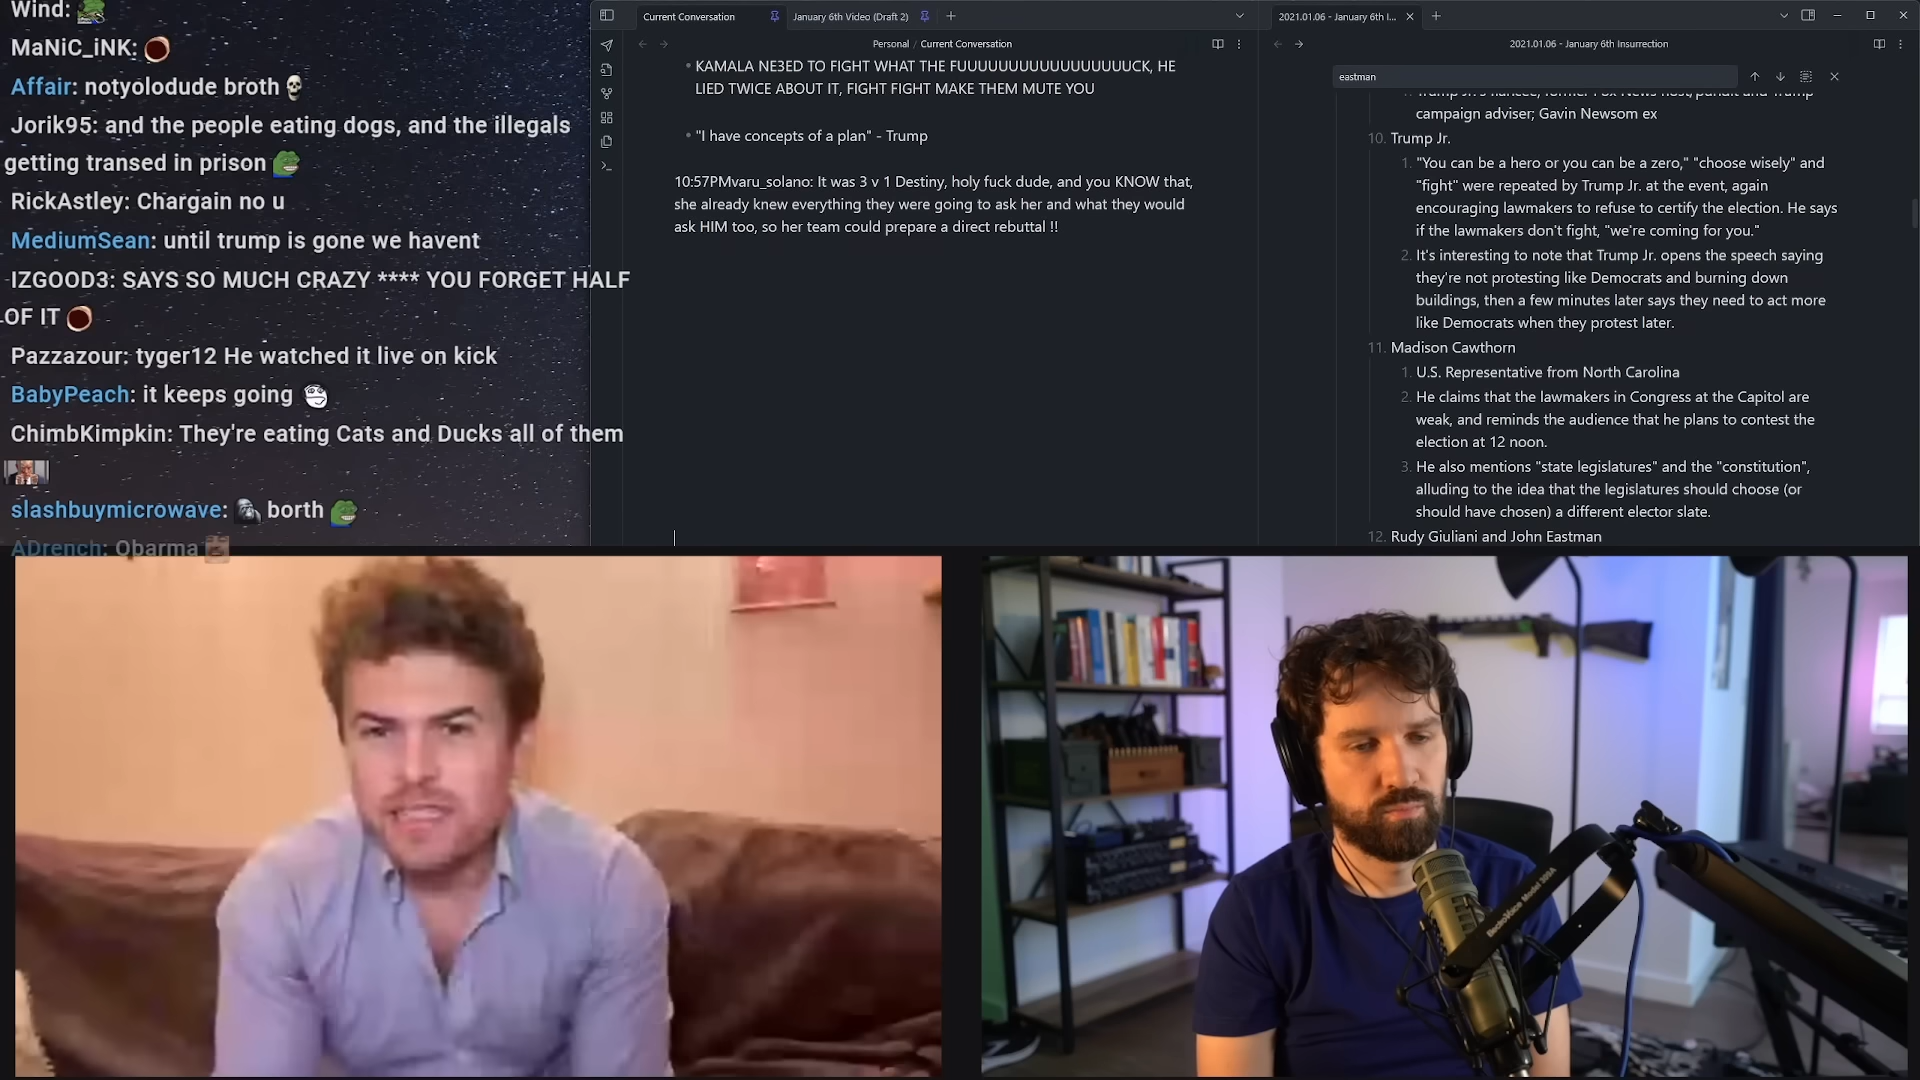 Wind:
MaNiC_iNK:
Affair: notyolodude broth
Jorik95: and the people eating dogs, and the illegals
getting transed in prison
RickAstley: Chargain no u
MediumSean: until trump is gone we havent
IZGOOD3: SAYS SO MUCH CRAZY **** YOU FORGET HALF
OF IT
Pazzazour: tyger12 He watched it live on kick
BabyPeach: it keeps going
ChimbKimpkin: They're eating Cats and Ducks all of them
slashbuymicrowave: borth
ADrench: Obarma
Current Conversation
January 6th Video (Draft 2)
Personal / Current Conversation
• KAMALA NE3ED TO FIGHT WHAT THE FUUUUUUUUUUUUUUUUUCK, HE
LIED TWICE ABOUT IT, FIGHT FIGHT MAKE THEM MUTE YOU
• "I have concepts of a plan" - Trump
10:57PMvaru_solano: It was 3 v 1 Destiny, holy fuck dude, and you KNOW that,
she already knew everything they were going to ask her and what they would
ask HIM too, so her team could prepare a direct rebuttal !!
2021.01.06 - January 6th I...
2021.01.06 - January 6th Insurrection
eastman
1. Trump Jr.'s fiancee, former Fox News host, pundit and Trump
campaign adviser; Gavin Newsom ex
10. Trump Jr.
1. "You can be a hero or you can be a zero," "choose wisely" and
"fight" were repeated by Trump Jr. at the event, again
encouraging lawmakers to refuse to certify the election. He says
if the lawmakers don't fight, "we're coming for you."
2. It's interesting to note that Trump Jr. opens the speech saying
they're not protesting like Democrats and burning down
buildings, then a few minutes later says they need to act more
like Democrats when they protest later.
11. Madison Cawthorn
1. U.S. Representative from North Carolina
2. He claims that the lawmakers in Congress at the Capitol are
weak, and reminds the audience that he plans to contest the
election at 12 noon.
3. He also mentions "state legislatures" and the "constitution",
alluding to the idea that the legislatures should choose (or
should have chosen) a different elector slate.
12. Rudy Giuliani and John Eastman